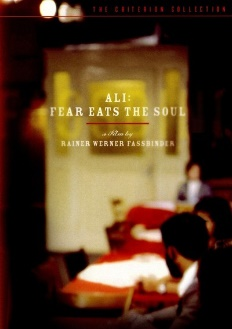 THE CRITERION COLLECTION
ALI:
FEAR EATS THE SOUL
a film by
RAINER WERNER FASSBINDER